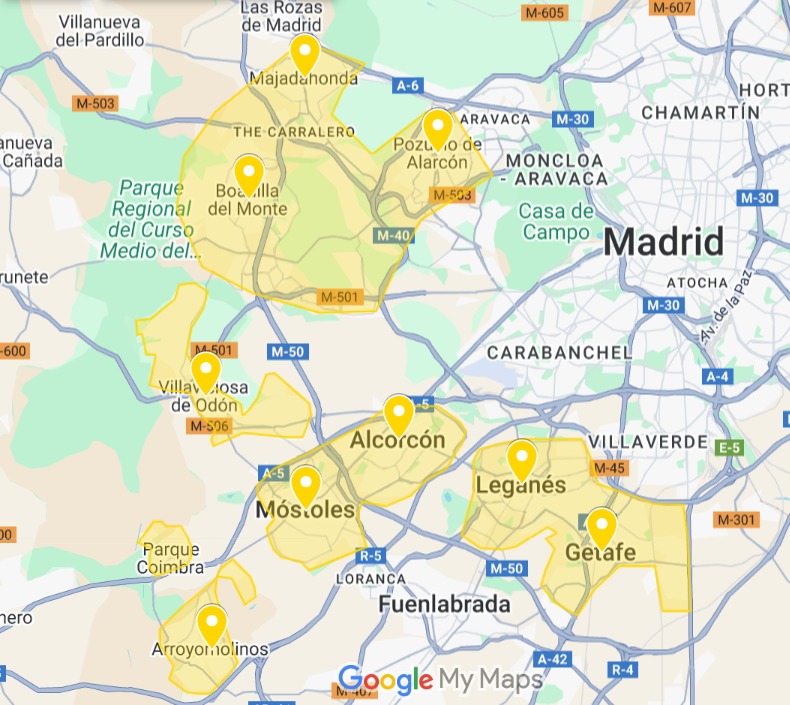 Las Rozas
de Madrid
M-607
M-605
Villanueva
del Pardillo
Majadahonda
A-6
HORT
M-503
CHAMARTÍN
ARAVACA
M-30
THE CARRALERO
anueva
Cañada
Pozuelo de
Alarcón
MONCLOA
- ARAVACA
Parque
Regional
del Curso
Medio del...
Boadilla
del Monte
M-503
M-30
Casa de
Campo
M-40
Madrid
runete
ATOCHA
M-501
M-30
Av. de la Paz
-600
M-501
M-50
CARABANCHEL
A-4
Villaviciosa
de Odón
A-5
M-506
Alcorcón
VILLAVERDE
E-5
A-5
M-45
Leganés
Móstoles
M-301
00
Parque
Coimbra
R-5
Getafe
M-50
LORANCA
Fuenlabrada
nero
Arroyomolinos
A-42
R-4
Google My Maps
M-407